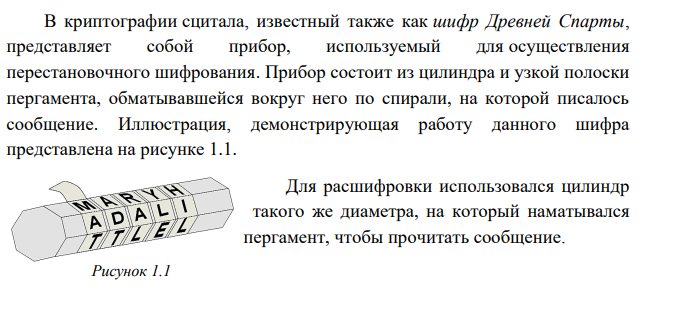 В криптографии сцитала, известный также как шифр Древней Спарты,
представляет собой прибор, используемый для осуществления
перестановочного шифрования. Прибор состоит из цилиндра и узкой полоски
пергамента, обматывавшейся вокруг него по спирали, на которой писалось
сообщение. Иллюстрация, демонстрирующая работу данного шифра
представлена на рисунке 1.1.
MARYH
ADALI
TTLEL
Для расшифровки использовался цилиндр
такого же диаметра, на который наматывался
пергамент, чтобы прочитать сообщение.
Рисунок 1.1